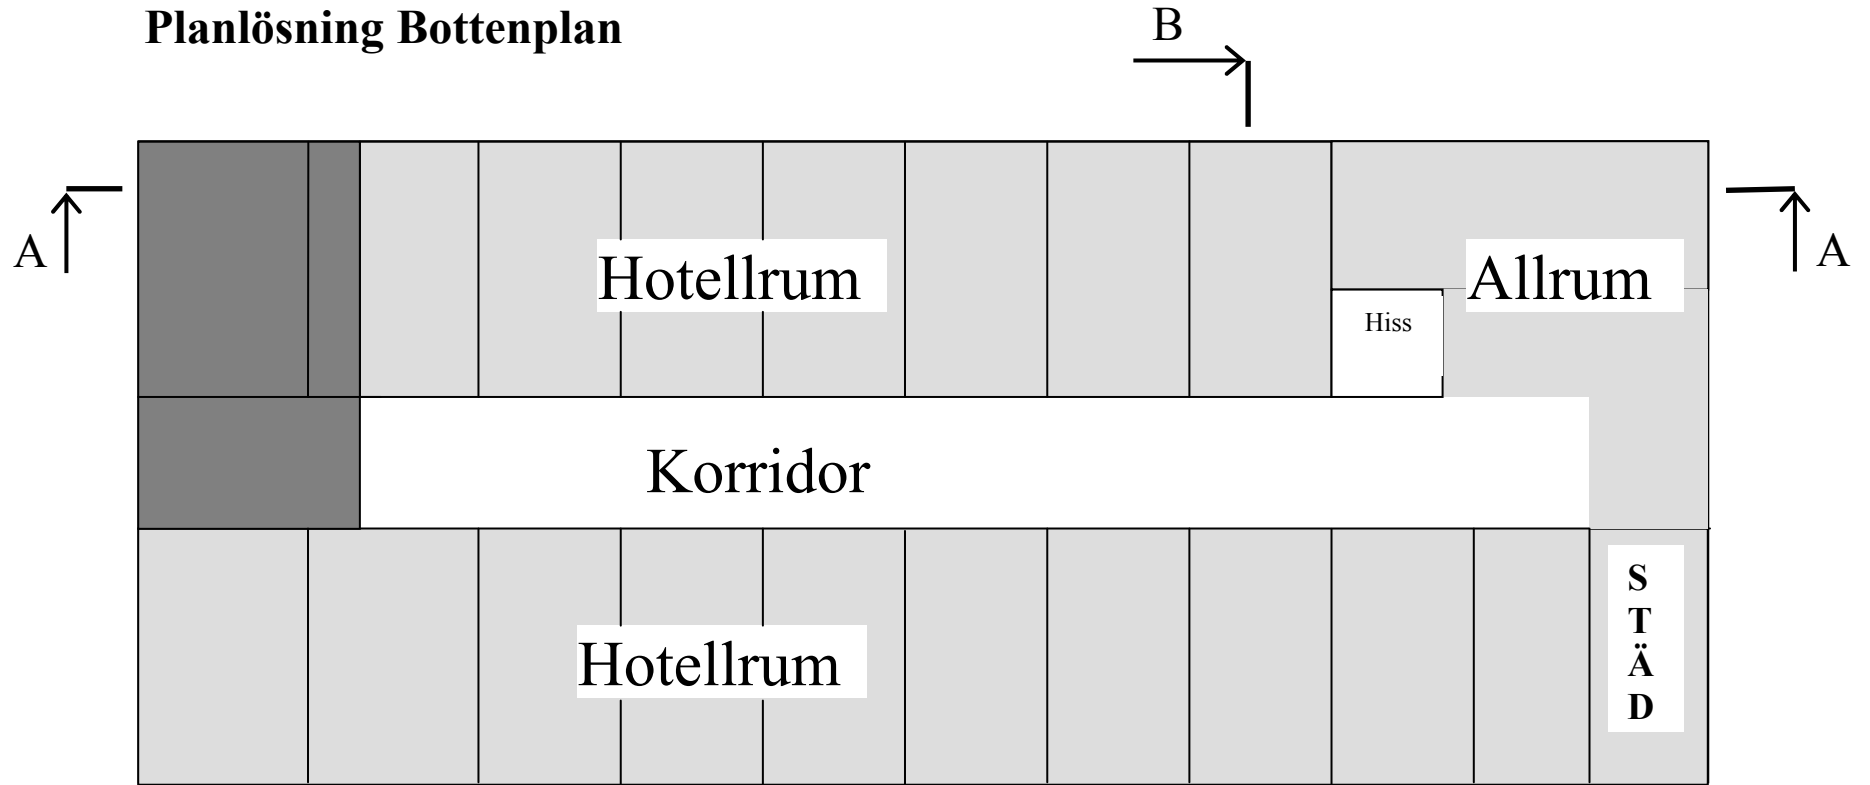 Planlösning Bottenplan
B
A
A
Hotellrum
Allrum
Hiss
Korridor
Hotellrum
S
T
Ä
D